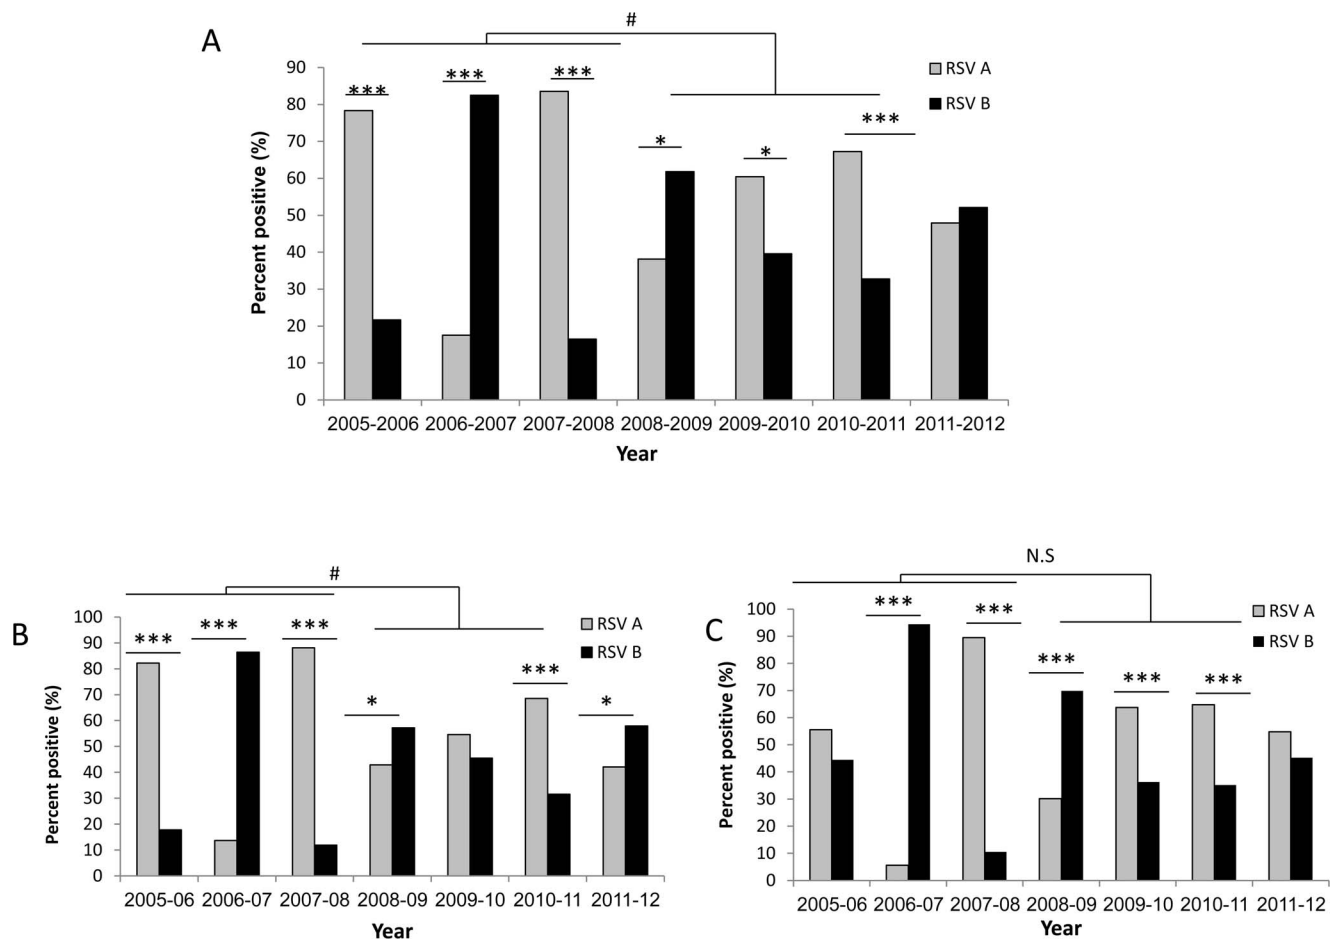 A
#
RSV A
RSV B
Percent positive (%)
90
80
70
60
50
40
30
20
10
0
***
***
***
*
*
***
2005-2006 2006-2007 2007-2008 2008-2009 2009-2010 2010-2011 2011-2012
Year
B
#
RSV A
RSV B
Percent positive (%)
100
90
80
70
60
50
40
30
20
10
0
***
***
***
*
***
*
2005-06 2006-07 2007-08 2008-09 2009-10 2010-11 2011-12
Year
C
N.S
RSV A
RSV B
Percent positive (%)
100
90
80
70
60
50
40
30
20
10
0
***
***
***
***
***
2005-06 2006-07 2007-08 2008-09 2009-10 2010-11 2011-12
Year